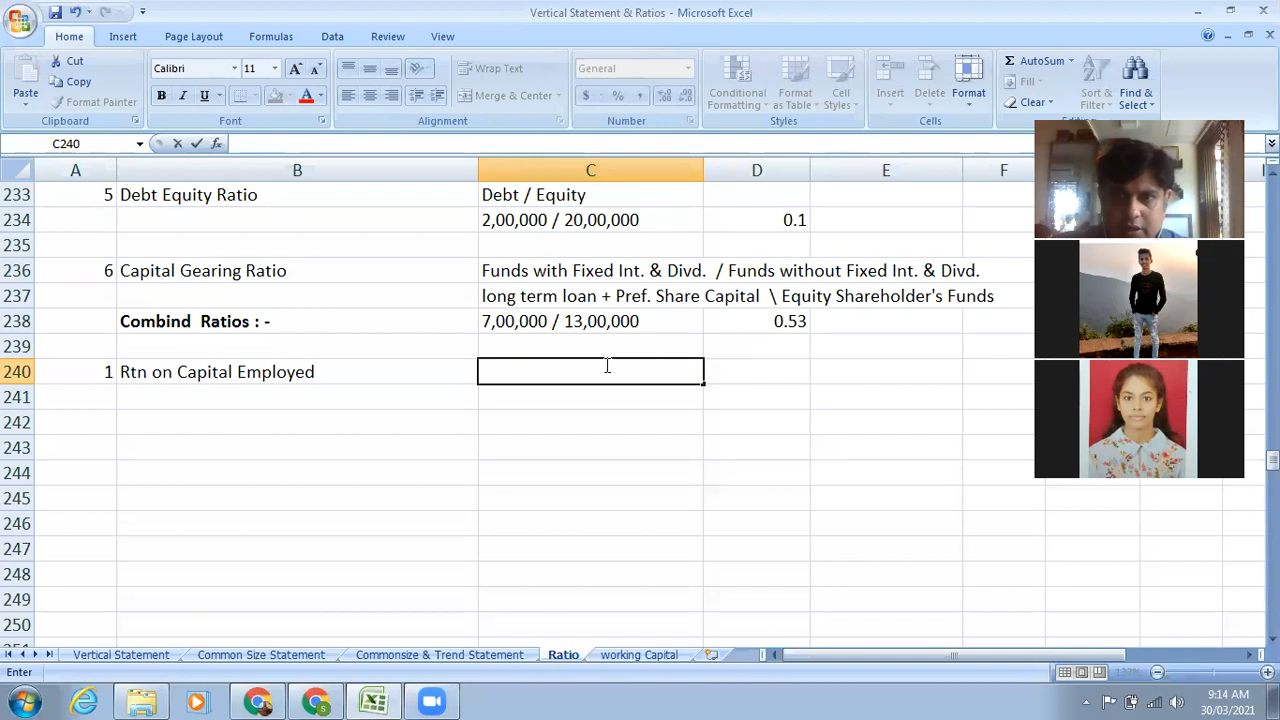 Vertical Statement & Ratios - Microsoft Excel
Home Insert Page Layout Formulas Data Review View
Paste
Cut
Copy
Format Painter
Clipboard
Calibri 11
B I U
Font
Wrap Text
Merge & Center
Alignment
General
$ % ,
Number
Conditional Formatting
Format as Table
Cell Styles
Styles
Insert Delete Format
Cells
AutoSum
Fill
Clear
Sort & Filter
Find & Select
C240
A B C D E F
233 5 Debt Equity Ratio Debt / Equity
234 2,00,000 / 20,00,000 0.1
235
236 6 Capital Gearing Ratio Funds with Fixed Int. & Divd. / Funds without Fixed Int. & Divd.
237 long term loan + Pref. Share Capital \ Equity Shareholder's Funds
238 Combind Ratios : - 7,00,000 / 13,00,000 0.53
239
240 1 Rtn on Capital Employed
241
242
243
244
245
246
247
248
249
250
Vertical Statement Common Size Statement Commonsize & Trend Statement Ratio working Capital
Enter
9:14 AM
30/03/2021